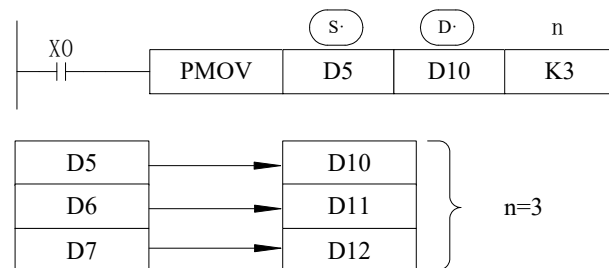 S· D· n
X0
PMOV D5 D10 K3
D5 D10
D6 D11 n=3
D7 D12